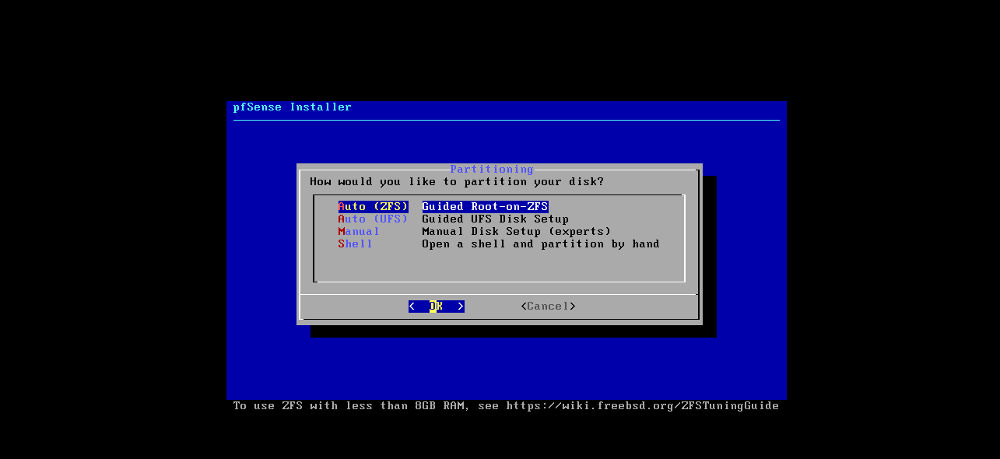 pfSense Installer
Partitioning
How would you like to partition your disk?
Auto (ZFS) Guided Root-on-ZFS
Auto (UFS) Guided UFS Disk Setup
Manual Manual Disk Setup (experts)
Shell Open a shell and partition by hand
< OK > <Cancel>
To use ZFS with less than 8GB RAM, see https://wiki.freebsd.org/ZFSTuningGuide